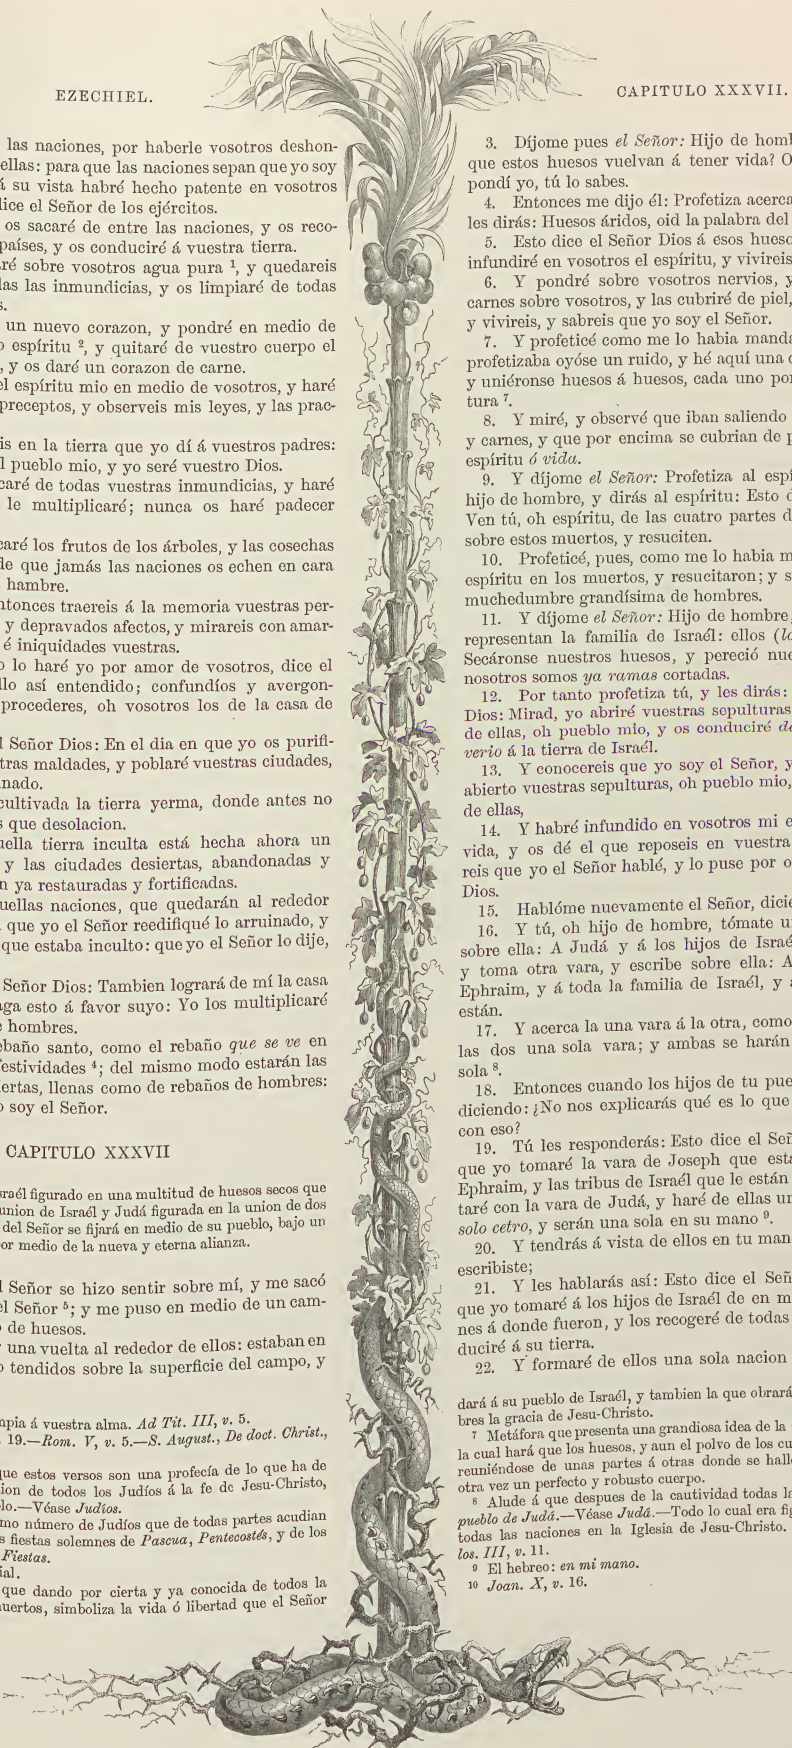 EZECHIEL.
las naciones, por haberle vosotros deshon-
ellas: para que las naciones sepan que yo soy
á su vista habré hecho patente en vosotros
dice el Señor de los ejércitos.
os sacaré de entre las naciones, y os reco-
países, y os conduciré á vuestra tierra.
ré sobre vosotros agua pura ¹, y quedareis
las las inmundicias, y os limpiaré de todas
s.
un nuevo corazon, y pondré en medio de
o espíritu ², y quitaré de vuestro cuerpo el
, y os daré un corazon de carne.
el espíritu mio en medio de vosotros, y haré
preceptos, y observeis mis leyes, y las prac-
is en la tierra que yo dí á vuestros padres:
l pueblo mio, y yo seré vuestro Dios.
caré de todas vuestras inmundicias, y haré
le multiplicaré; nunca os haré padecer
caré los frutos de los árboles, y las cosechas
de que jamás las naciones os echen en cara
hambre.
ntonces traereis á la memoria vuestras per-
y depravados afectos, y mirareis con amar-
é iniquidades vuestras.
o lo haré yo por amor de vosotros, dice el
llo así entendido; confundíos y avergon-
procederes, oh vosotros los de la casa de
l Señor Dios: En el dia en que yo os purifi-
tras maldades, y poblaré vuestras ciudades,
nado.
cultivada la tierra yerma, donde antes no
s que desolacion.
uella tierra inculta está hecha ahora un
y las ciudades desiertas, abandonadas y
n ya restauradas y fortificadas.
uellas naciones, que quedarán al rededor
que yo el Señor reedifiqué lo arruinado, y
que estaba inculto: que yo el Señor lo dije,
Señor Dios: Tambien logrará de mí la casa
aga esto á favor suyo: Yo los multiplicaré
e hombres.
ebaño santo, como el rebaño que se ve en
festividades ⁴; del mismo modo estarán las
iertas, llenas como de rebaños de hombres:
o soy el Señor.
CAPITULO XXXVII
sraél figurado en una multitud de huesos secos que
union de Israél y Judá figurada en la union de dos
del Señor se fijará en medio de su pueblo, bajo un
or medio de la nueva y eterna alianza.
l Señor se hizo sentir sobre mí, y me sacó
el Señor ⁵; y me puso en medio de un cam-
o de huesos.
r una vuelta al rededor de ellos: estaban en
o tendidos sobre la superficie del campo, y
mpia á vuestra alma. Ad Tit. III, v. 5.
19.—Rom. V, v. 5.—S. August., De doct. Christ.,
que estos versos son una profecía de lo que ha de
ion de todos los Judíos á la fe de Jesu-Christo,
lo.—Véase Judíos.
mo número de Judíos que de todas partes acudian
s fiestas solemnes de Pascua, Pentecostés, y de los
Fiestas.
ial.
que dando por cierta y ya conocida de todos la
muertos, simboliza la vida ó libertad que el Señor
CAPITULO XXXVII.
3. Díjome pues el Señor: Hijo de homb
que estos huesos vuelvan á tener vida? O
pondí yo, tú lo sabes.
4. Entonces me dijo él: Profetiza acerca
les dirás: Huesos áridos, oid la palabra del
5. Esto dice el Señor Dios á esos hueso
infundiré en vosotros el espíritu, y vivireis
6. Y pondré sobre vosotros nervios, y
carnes sobre vosotros, y las cubriré de piel,
y vivireis, y sabreis que yo soy el Señor.
7. Y profeticé como me lo habia manda
profetizaba oyóse un ruido, y hé aquí una c
y uniéronse huesos á huesos, cada uno por
tura ⁷.
8. Y miré, y observé que iban saliendo
y carnes, y que por encima se cubrian de p
espíritu ó vida.
9. Y díjome el Señor: Profetiza al espí
hijo de hombre, y dirás al espíritu: Esto d
Ven tú, oh espíritu, de las cuatro partes d
sobre estos muertos, y resuciten.
10. Profeticé, pues, como me lo habia m
espíritu en los muertos, y resucitaron; y s
muchedumbre grandísima de hombres.
11. Y díjome el Señor: Hijo de hombre,
representan la familia de Israél: ellos (lo
Secáronse nuestros huesos, y pereció nue
nosotros somos ya ramas cortadas.
12. Por tanto profetiza tú, y les dirás:
Dios: Mirad, yo abriré vuestras sepulturas
de ellas, oh pueblo mio, y os conduciré de
verio á la tierra de Israél.
13. Y conocereis que yo soy el Señor, y
abierto vuestras sepulturas, oh pueblo mio,
de ellas,
14. Y habré infundido en vosotros mi e
vida, y os dé el que reposeis en vuestra
reis que yo el Señor hablé, y lo puse por o
Dios.
15. Hablóme nuevamente el Señor, dicie
16. Y tú, oh hijo de hombre, tómate u
sobre ella: A Judá y á los hijos de Israé
y toma otra vara, y escribe sobre ella: A
Ephraim, y á toda la familia de Israél, y á
están.
17. Y acerca la una vara á la otra, como
las dos una sola vara; y ambas se harán
sola ⁸.
18. Entonces cuando los hijos de tu pue
diciendo: ¿No nos explicarás qué es lo que
con eso?
19. Tú les responderás: Esto dice el Señ
que yo tomaré la vara de Joseph que está
Ephraim, y las tribus de Israél que le están
taré con la vara de Judá, y haré de ellas un
solo cetro, y serán una sola en su mano ⁹.
20. Y tendrás á vista de ellos en tu man
escribiste;
21. Y les hablarás así: Esto dice el Señ
que yo tomaré á los hijos de Israél de en m
nes á donde fueron, y los recogeré de todas
duciré á su tierra.
22. Y formaré de ellos una sola nacion
dará á su pueblo de Israél, y tambien la que obrará
bres la gracia de Jesu-Christo.
⁷ Metáfora que presenta una grandiosa idea de la
la cual hará que los huesos, y aun el polvo de los cu
reuniéndose de unas partes á otras donde se hall
otra vez un perfecto y robusto cuerpo.
⁸ Alude á que despues de la cautividad todas la
pueblo de Judá.—Véase Judá.—Todo lo cual era fig
todas las naciones en la Iglesia de Jesu-Christo.
los. III, v. 11.
⁹ El hebreo: en mi mano.
¹⁰ Joan. X, v. 16.